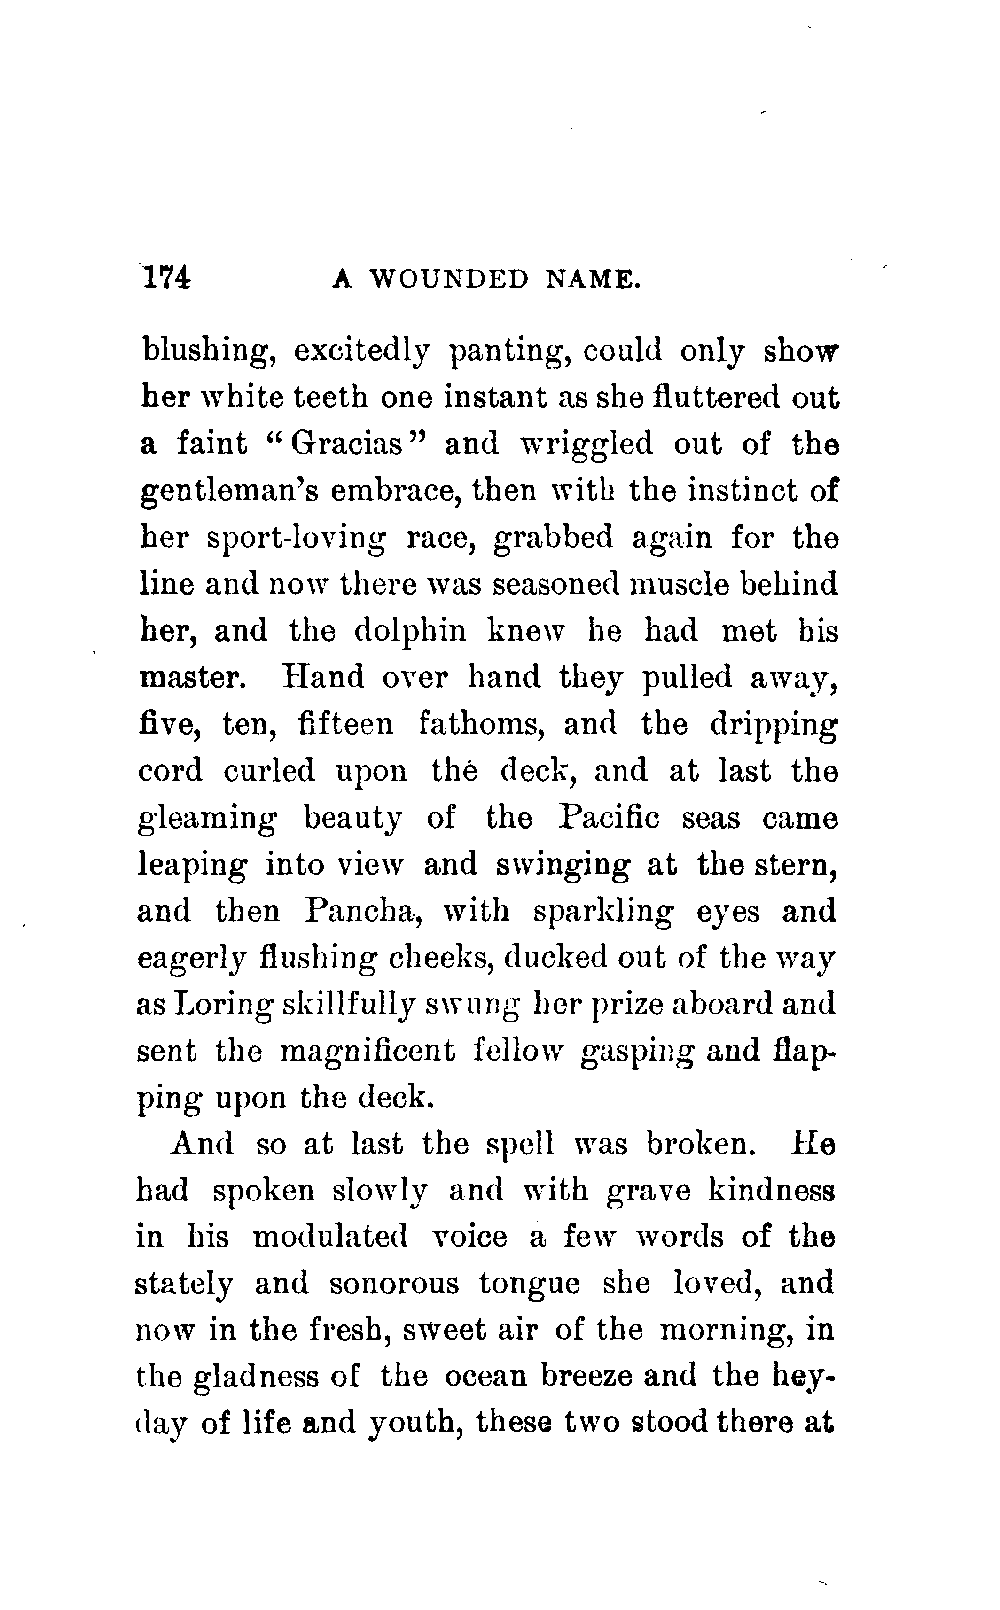 174 A WOUNDED NAME.
blushing, excitedly panting, could only show
her white teeth one instant as she fluttered out
a faint “Gracias” and wriggled out of the
gentleman’s embrace, then with the instinct of
her sport-loving race, grabbed again for the
line and now there was seasoned muscle behind
her, and the dolphin knew he had met his
master. Hand over hand they pulled away,
five, ten, fifteen fathoms, and the dripping
cord curled upon the deck, and at last the
gleaming beauty of the Pacific seas came
leaping into view and swinging at the stern,
and then Pancha, with sparkling eyes and
eagerly flushing cheeks, ducked out of the way
as Loring skillfully swung her prize aboard and
sent the magnificent fellow gasping and flap-
ping upon the deck.
And so at last the spell was broken. He
had spoken slowly and with grave kindness
in his modulated voice a few words of the
stately and sonorous tongue she loved, and
now in the fresh, sweet air of the morning, in
the gladness of the ocean breeze and the hey-
day of life and youth, these two stood there at